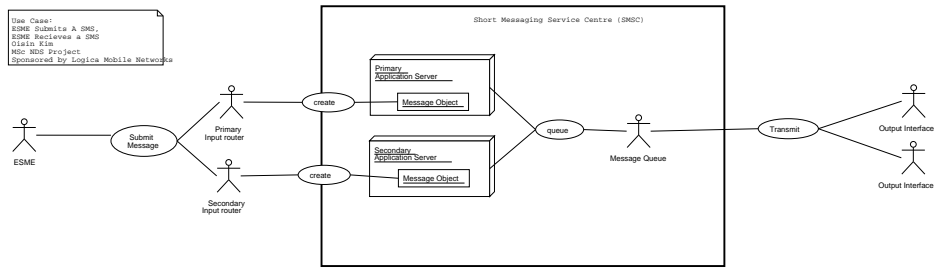 Use Case:
ESME Submits A SMS,
ESME Recieves a SMS
Oisin Kim
MSc NDS Project
Sponsored by Logica Mobile Networks
Short Messaging Service Centre (SMSC)
Primary
Application Server
Message Object
create
Primary
Input router
ESME
Submit
Message
Secondary
Input router
create
Secondary
Application Server
Message Object
queue
Message Queue
Transmit
Output Interface
Output Interface